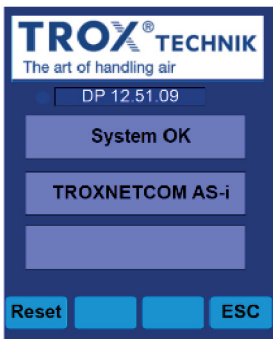 TROX® TECHNIK
The art of handling air
DP 12.51.09
System OK
TROXNETCOM AS-i
Reset ESC